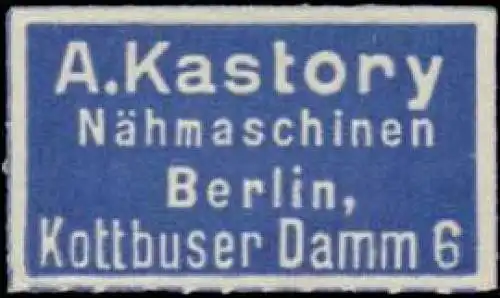 A.Kastory
Nähmaschinen
Berlin,
Kottbuser Damm 6